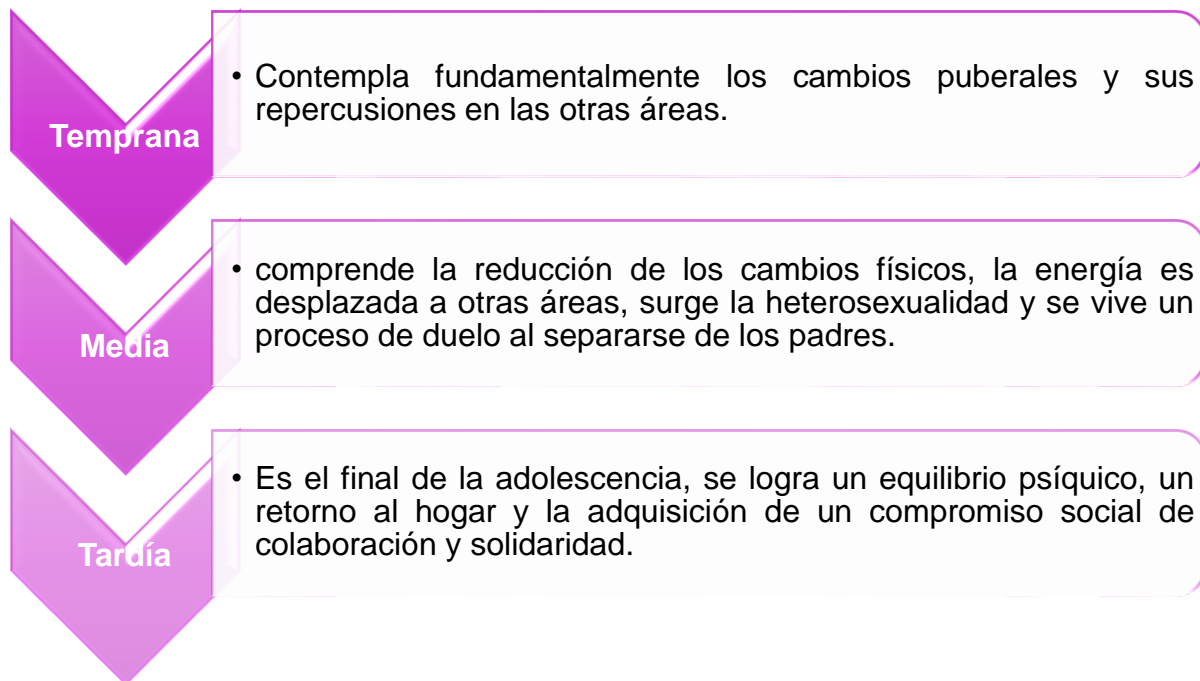 Temprana
• Contempla fundamentalmente los cambios puberales y sus
repercusiones en las otras áreas.
Media
• comprende la reducción de los cambios físicos, la energía es
desplazada a otras áreas, surge la heterosexualidad y se vive un
proceso de duelo al separarse de los padres.
Tardía
• Es el final de la adolescencia, se logra un equilibrio psíquico, un
retorno al hogar y la adquisición de un compromiso social de
colaboración y solidaridad.